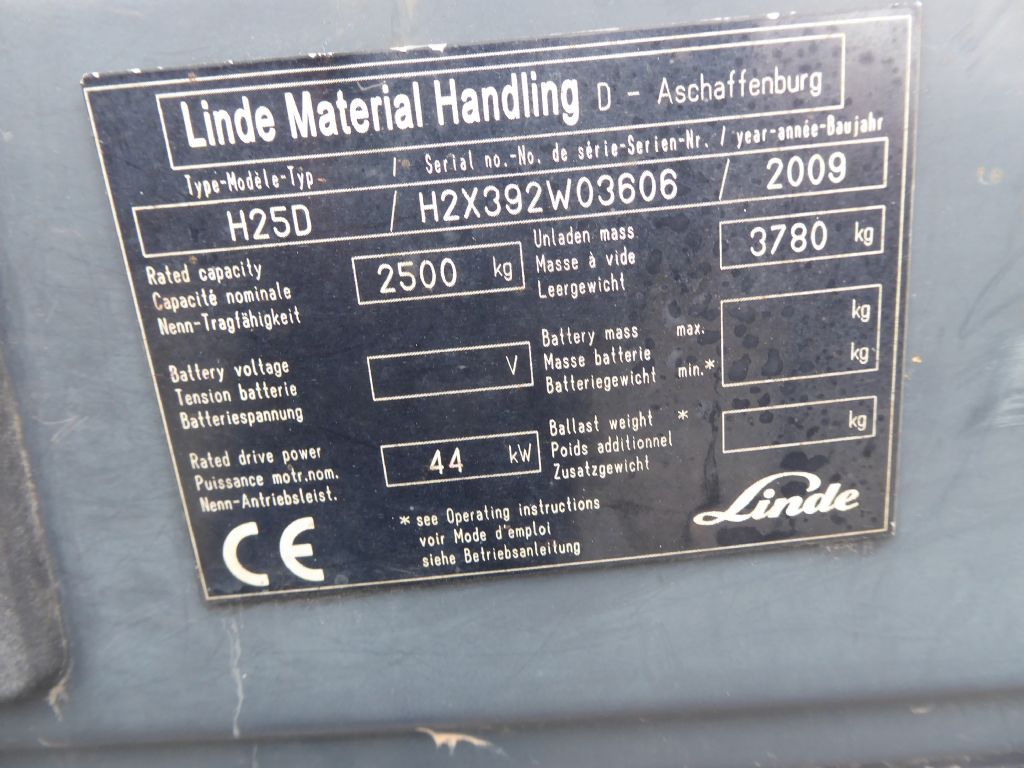 Linde Material Handling D - Aschaffenburg
Type-Modèle-Typ / Serial no.-No. de série-Serien-Nr. / year-année-Baujahr
H25D / H2X392W03606 / 2009
Rated capacity
Capacité nominale
Nenn-Tragfähigkeit
2500 kg
Unladen mass
Masse à vide
Leergewicht
3780 kg
Battery voltage
Tension batterie
Batteriespannung
V
Battery mass max. kg
Masse batterie
Batteriegewicht min.* kg
Rated drive power
Puissance motr.nom.
Nenn-Antriebsleist.
44 kW
Ballast weight *
Poids additionnel
Zusatzgewicht
kg
* see Operating instructions
voir Mode d'emploi
siehe Betriebsanleitung
CE
Linde